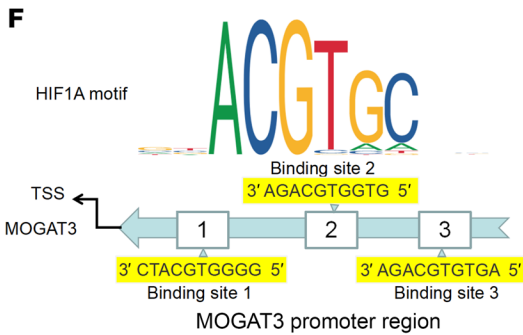 F
HIF1A motif
ACGTGC
Binding site 2
3' AGACGTGGTG 5'
TSS
MOGAT3
1
2
3
3' CTACGTGGGG 5'
3' AGACGTGTGA 5'
Binding site 1
Binding site 3
MOGAT3 promoter region